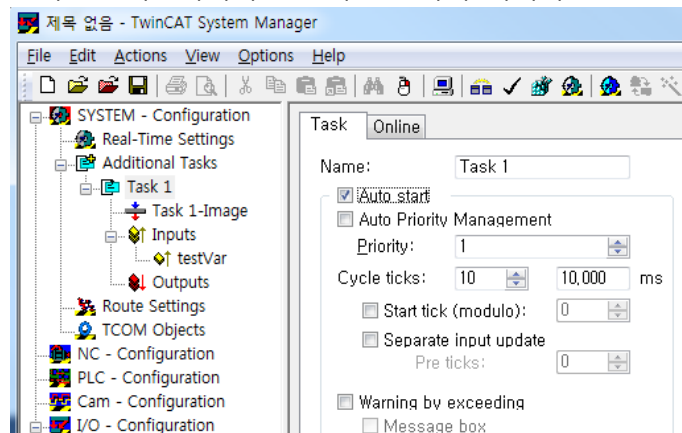 제목 없음 - TwinCAT System Manager
File Edit Actions View Options Help
SYSTEM - Configuration
Real-Time Settings
Additional Tasks
Task 1
Task 1-Image
Inputs
testVar
Outputs
Route Settings
TCOM Objects
NC - Configuration
PLC - Configuration
Cam - Configuration
I/O - Configuration
Task Online
Name: Task 1
Auto start
Auto Priority Management
Priority: 1
Cycle ticks: 10 10,000 ms
Start tick (modulo): 0
Separate input update
Pre ticks: 0
Warning by exceeding
Message box